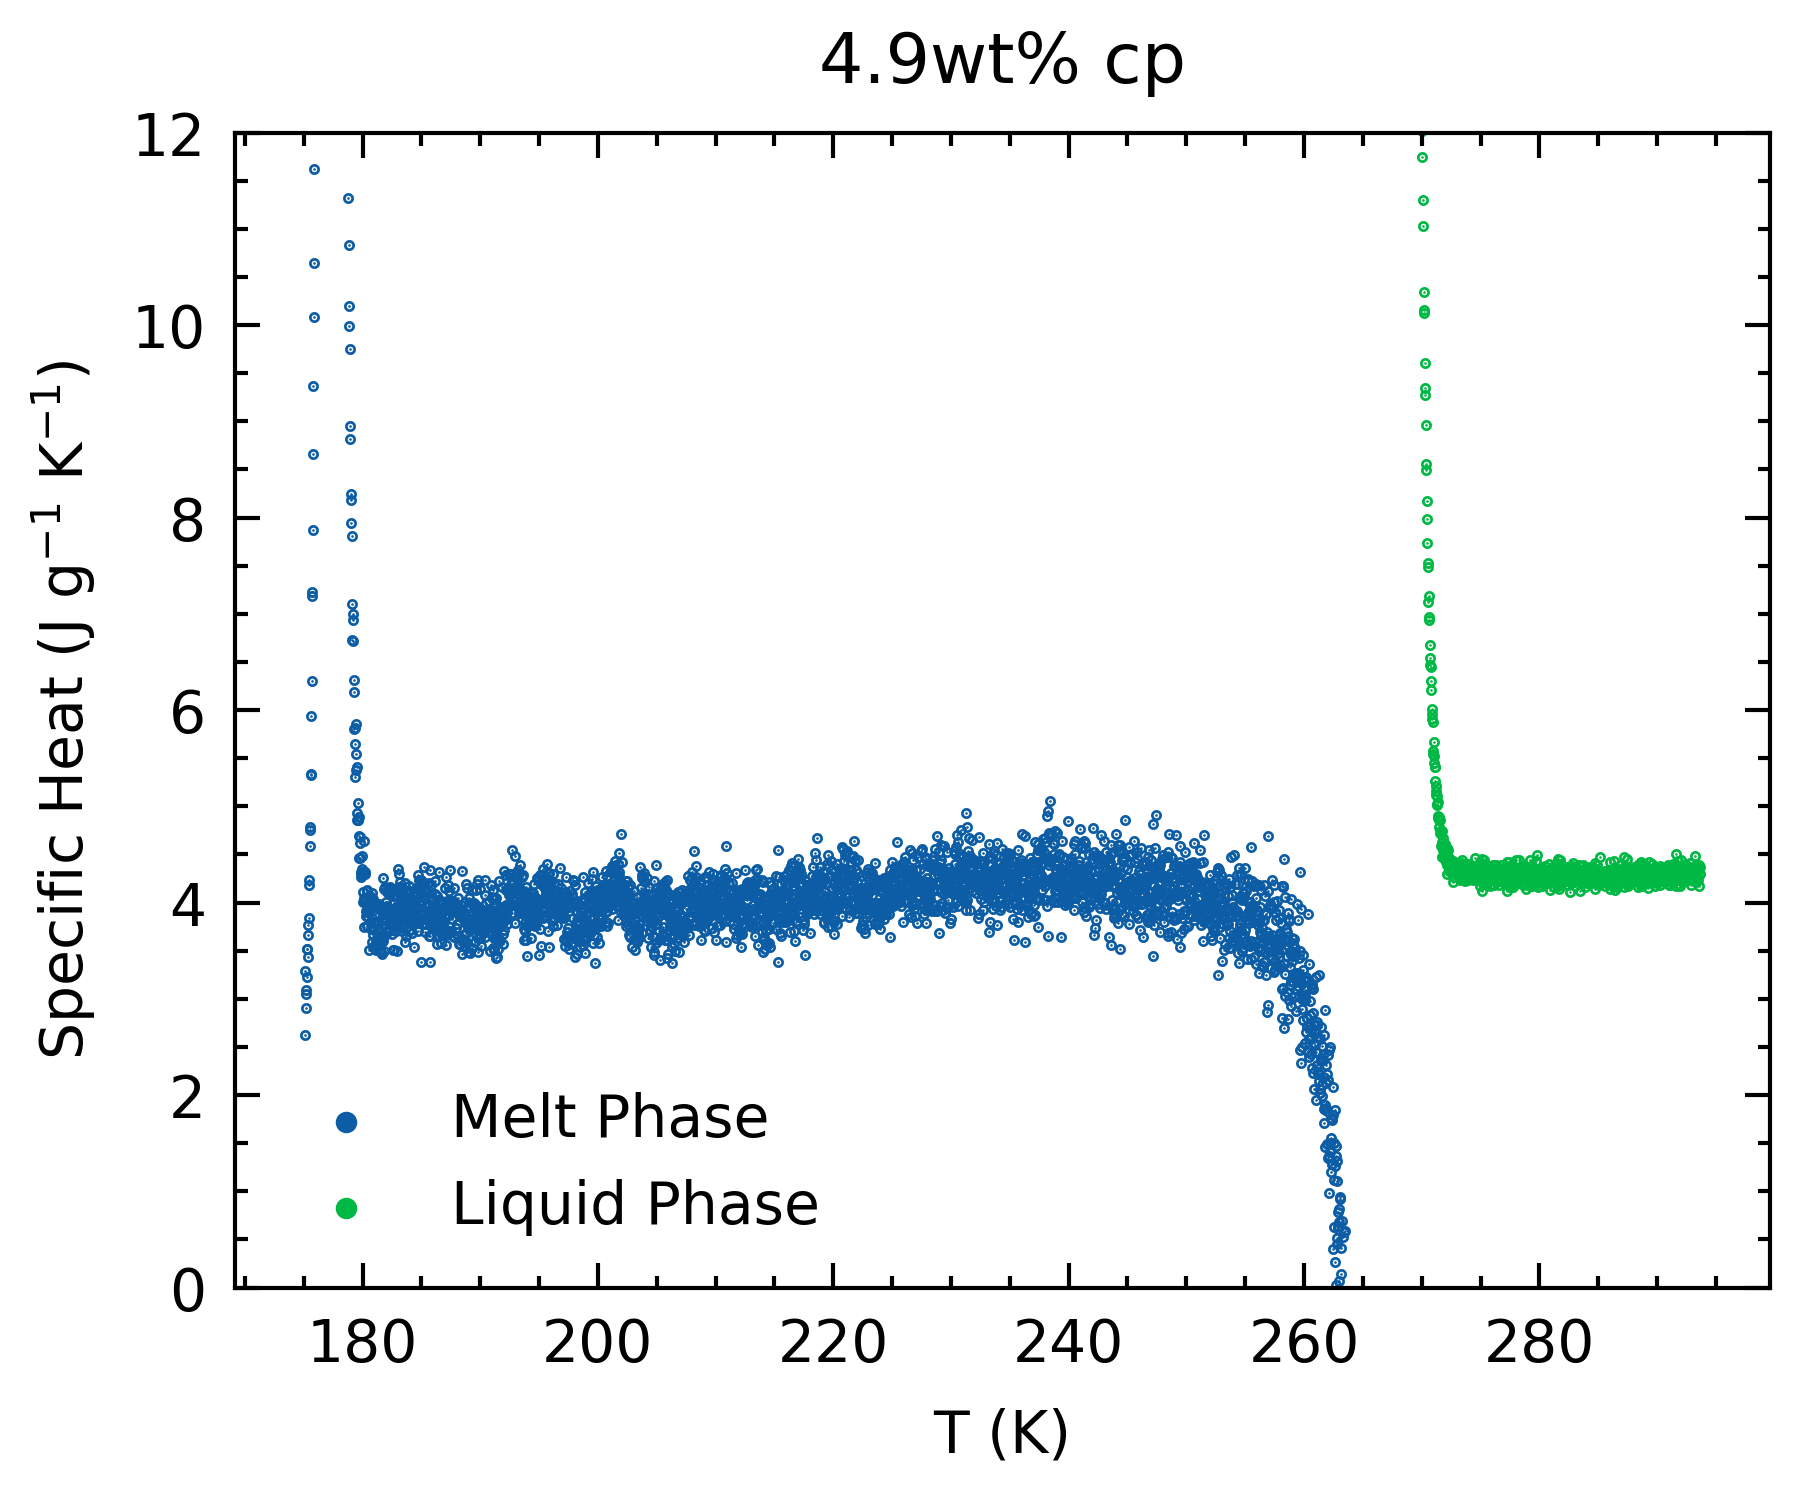 4.9wt% cp
12
10
8
6
4
2
0
Specific Heat (J g⁻¹ K⁻¹)
Melt Phase
Liquid Phase
180 200 220 240 260 280
T (K)